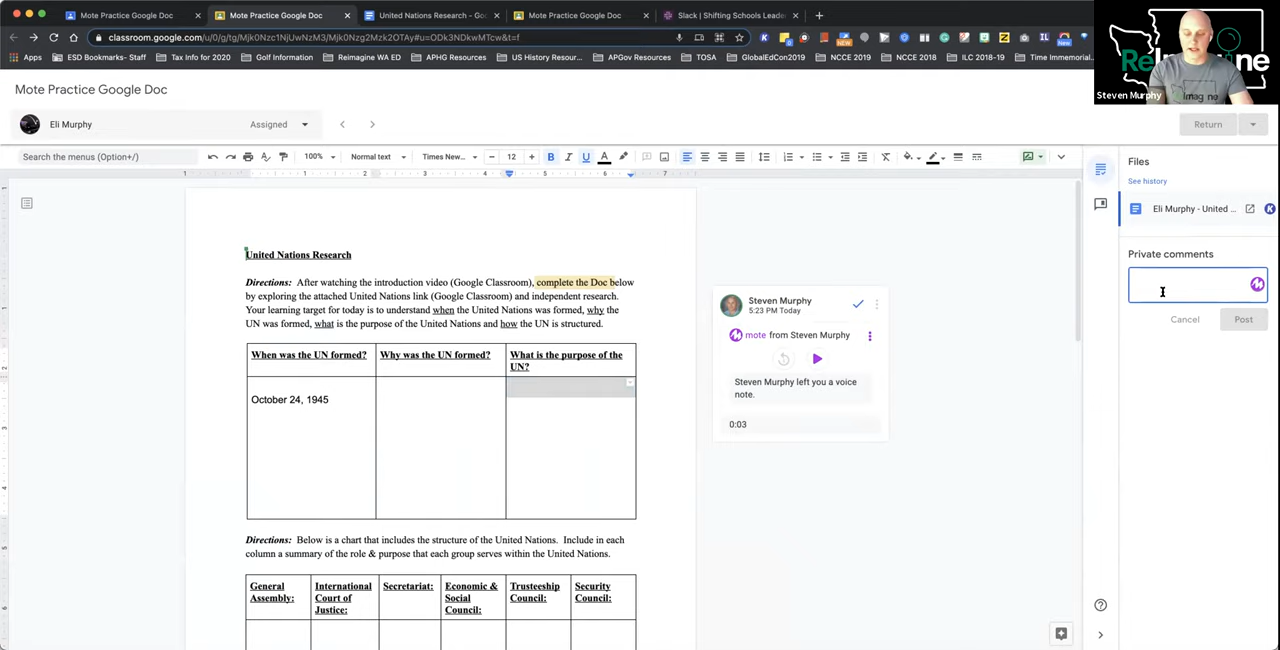 Mote Practice Google Doc
Mote Practice Google Doc
United Nations Research - Goo
Mote Practice Google Doc
Slack | Shifting Schools Leade
classroom.google.com/u/0/g/tg/Mjk0Nzc1NjUwNzM3/Mjk0Nzg2Mzk2OTAy#u=ODk3NDkwMTcw&t=f
Apps
ESD Bookmarks- Staff
Tax Info for 2020
Golf Information
Reimagine WA ED
APHG Resources
US History Resour...
APGov Resources
TOSA
GlobalEdCon2019
NCCE 2019
NCCE 2018
ILC 2018-19
Time Immemorial
Steven Murphy
Mote Practice Google Doc
Eli Murphy
Assigned
Return
Search the menus (Option+/)
100%
Normal text
Times New...
12
B I U A
1 1 2 3 4 5 6 7
Files
See history
Eli Murphy - United ...
Private comments
Cancel
Post
United Nations Research
Directions: After watching the introduction video (Google Classroom), complete the Doc below
by exploring the attached United Nations link (Google Classroom) and independent research.
Your learning target for today is to understand when the United Nations was formed, why the
UN was formed, what is the purpose of the United Nations and how the UN is structured.
When was the UN formed?
Why was the UN formed?
What is the purpose of the
UN?
October 24, 1945
Steven Murphy
5:23 PM Today
mote from Steven Murphy
Steven Murphy left you a voice
note.
0:03
Directions: Below is a chart that includes the structure of the United Nations. Include in each
column a summary of the role & purpose that each group serves within the United Nations.
General
Assembly:
International
Court of
Justice:
Secretariat:
Economic &
Social
Council:
Trusteeship
Council:
Security
Council: